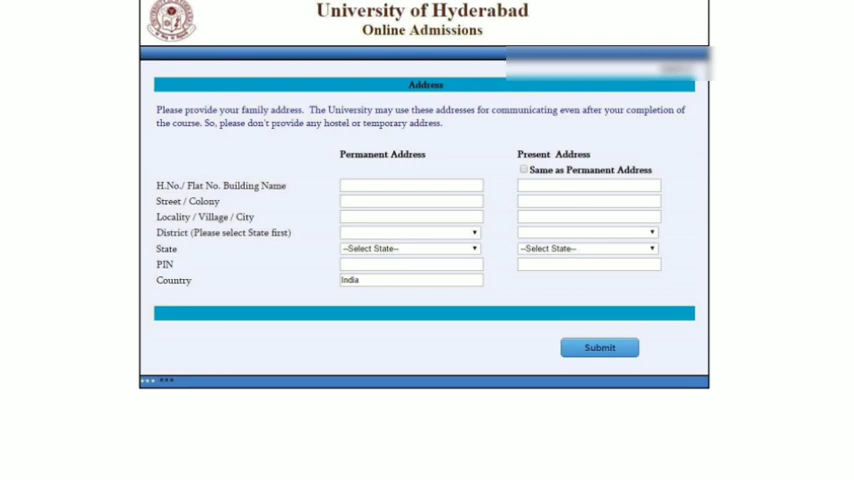 University of Hyderabad
Online Admissions
Address
Please provide your family address. The University may use these addresses for communicating even after your completion of
the course. So, please don't provide any hostel or temporary address.
Permanent Address Present Address
Same as Permanent Address
H.No./ Flat No. Building Name
Street / Colony
Locality / Village / City
District (Please select State first)
State --Select State-- --Select State--
PIN
Country India
Submit